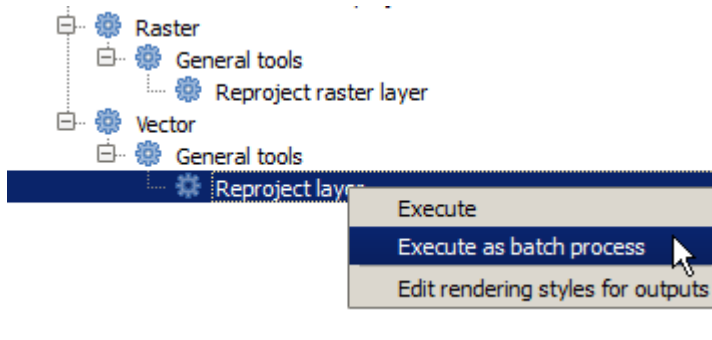 Raster
General tools
Reproject raster layer
Vector
General tools
Reproject layer
Execute
Execute as batch process
Edit rendering styles for outputs